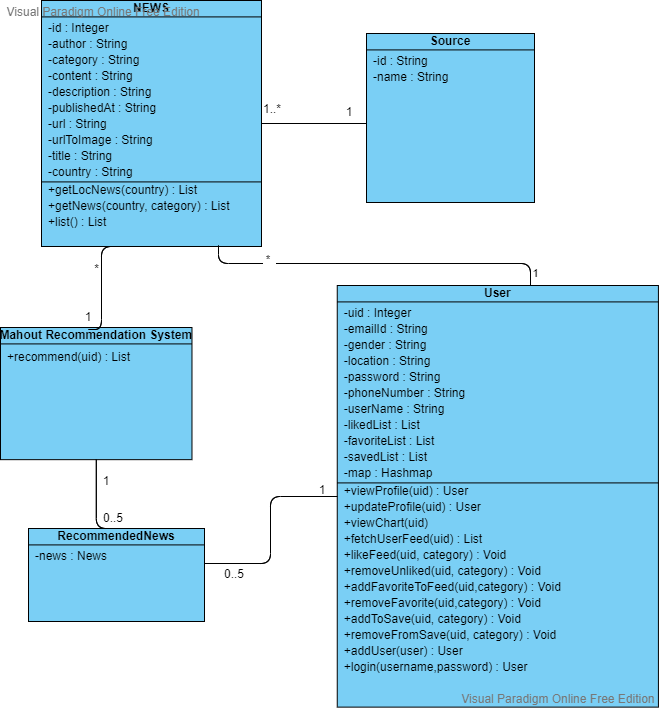 Visual Paradigm Online Free Edition
NEWS
-id : Integer
-author : String
-category : String
-content : String
-description : String
-publishedAt : String
-url : String
-urlToImage : String
-title : String
-country : String
+getLocNews(country) : List
+getNews(country, category) : List
+list() : List
1..*
1
Source
-id : String
-name : String
*
1
*
1
Mahout Recommendation System
+recommend(uid) : List
1
0..5
RecommendedNews
-news : News
0..5
1
User
-uid : Integer
-emailId : String
-gender : String
-location : String
-password : String
-phoneNumber : String
-userName : String
-likedList : List
-favoriteList : List
-savedList : List
-map : Hashmap
+viewProfile(uid) : User
+updateProfile(uid) : User
+viewChart(uid)
+fetchUserFeed(uid) : List
+likeFeed(uid, category) : Void
+removeUnliked(uid, category) : Void
+addFavoriteToFeed(uid,category) : Void
+removeFavorite(uid,category) : Void
+addToSave(uid, category) : Void
+removeFromSave(uid, category) : Void
+addUser(user) : User
+login(username,password) : User
Visual Paradigm Online Free Edition